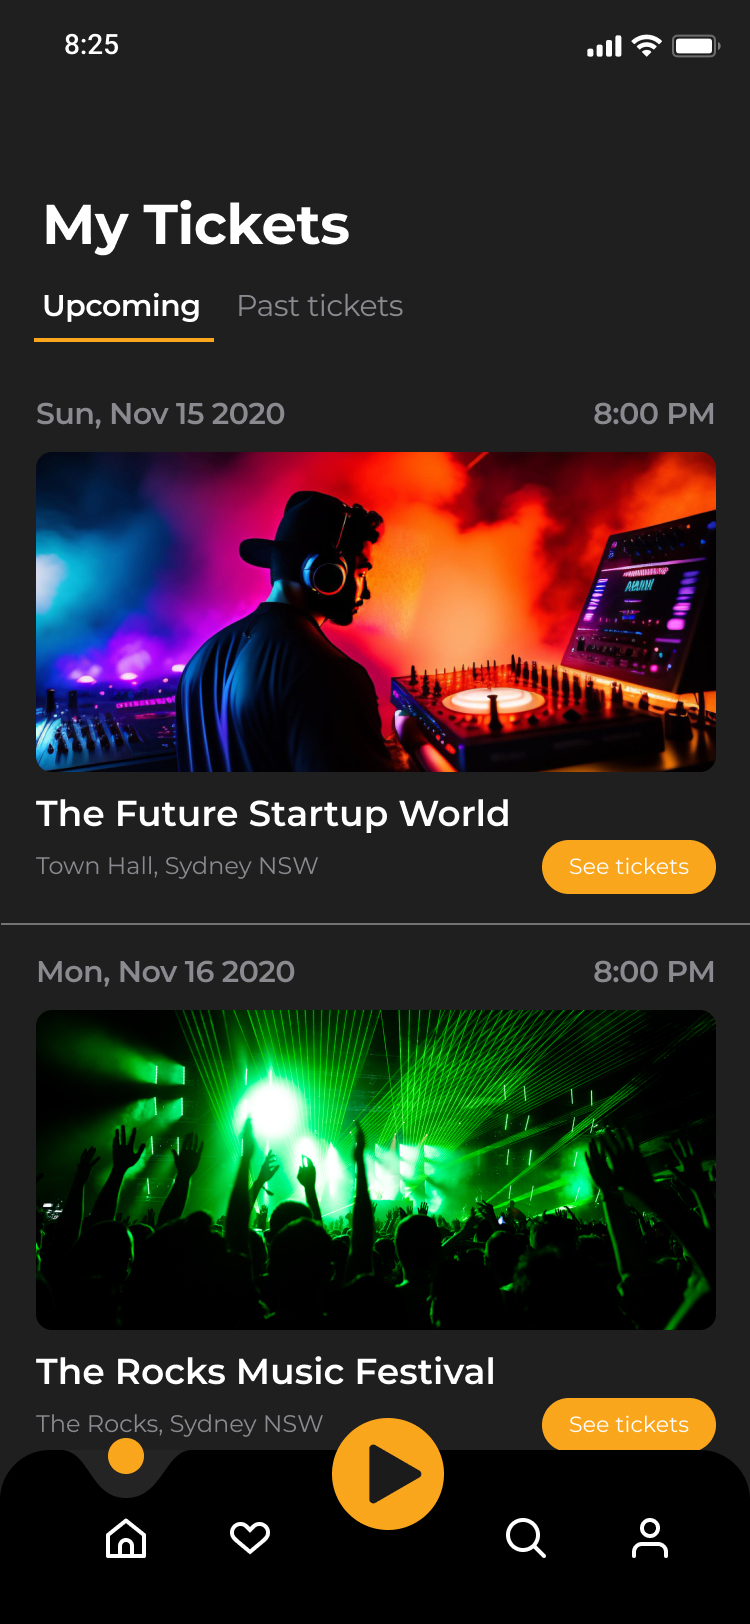 8:25
My Tickets
Upcoming Past tickets
Sun, Nov 15 2020 8:00 PM
The Future Startup World
Town Hall, Sydney NSW See tickets
Mon, Nov 16 2020 8:00 PM
The Rocks Music Festival
The Rocks, Sydney NSW See tickets